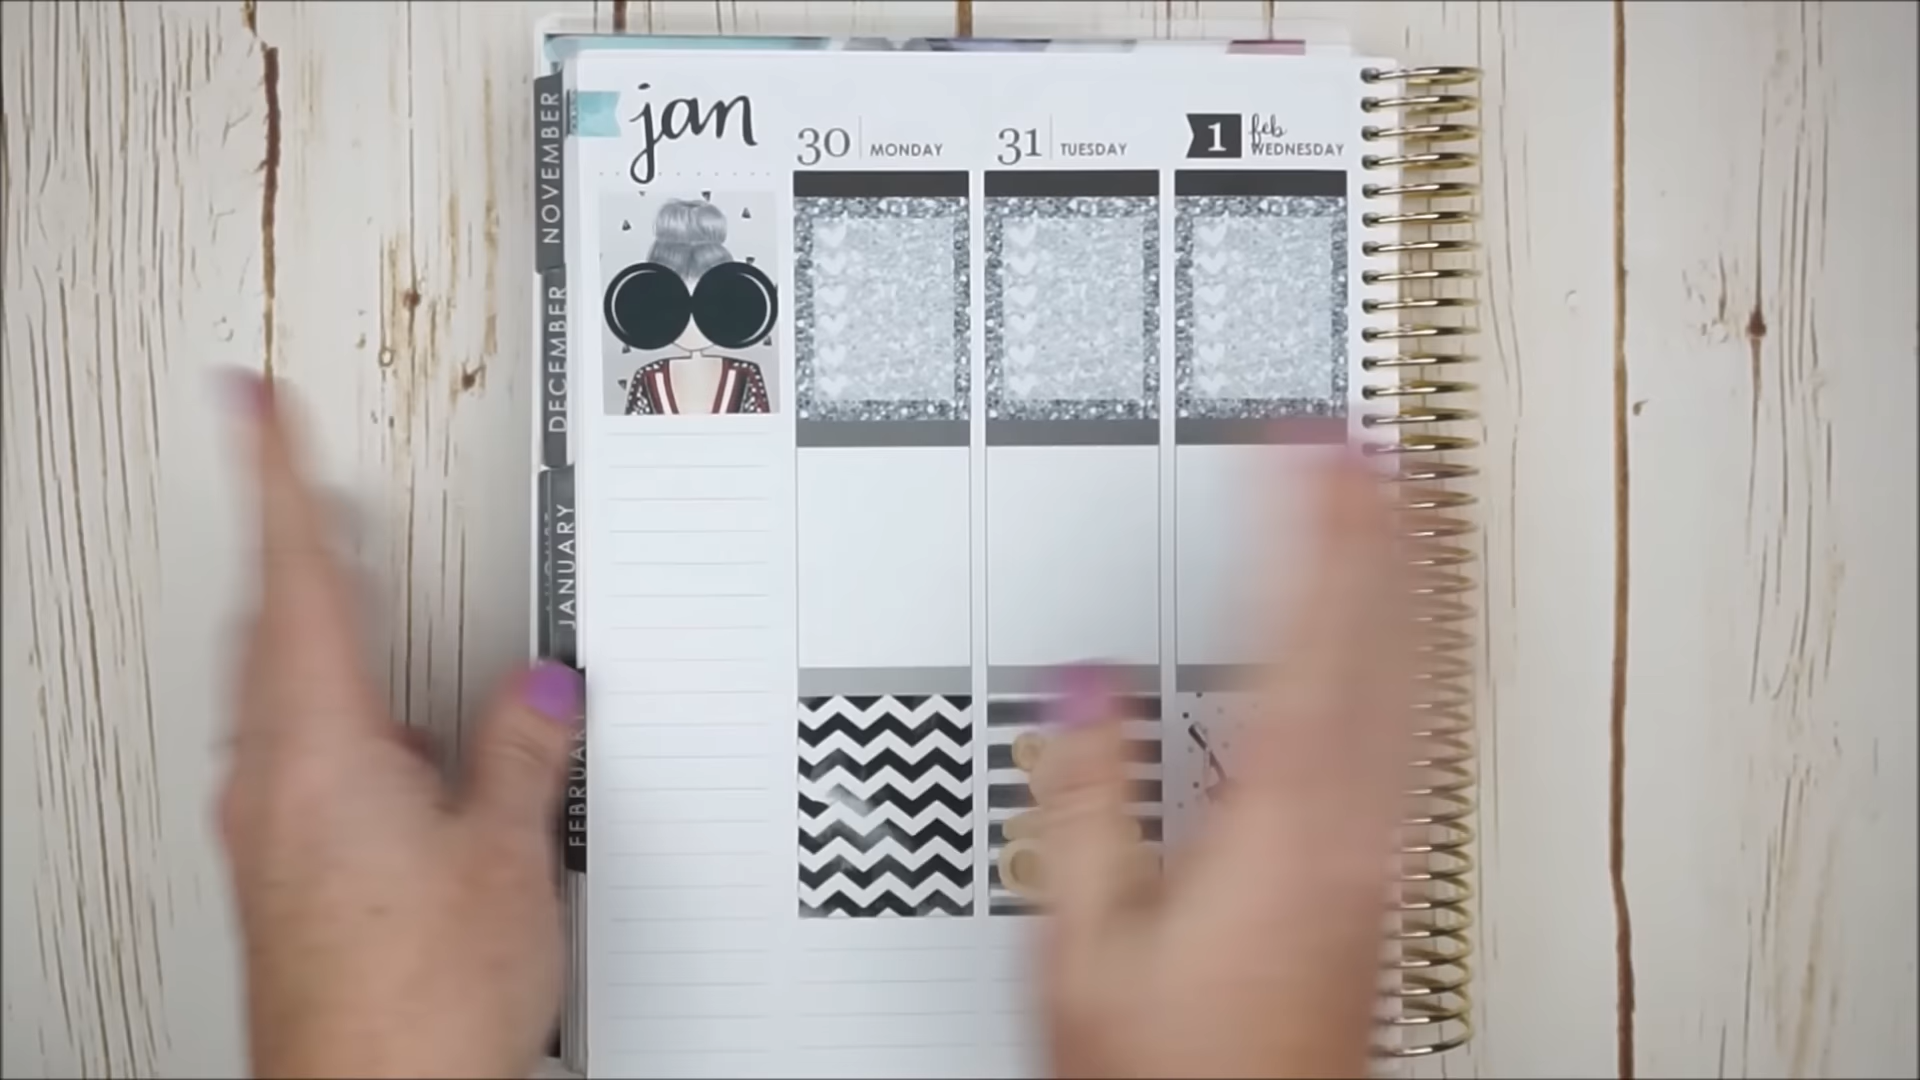 jan
30 MONDAY
31 TUESDAY
1 feb WEDNESDAY
NOVEMBER
DECEMBER
JANUARY
FEBRUARY